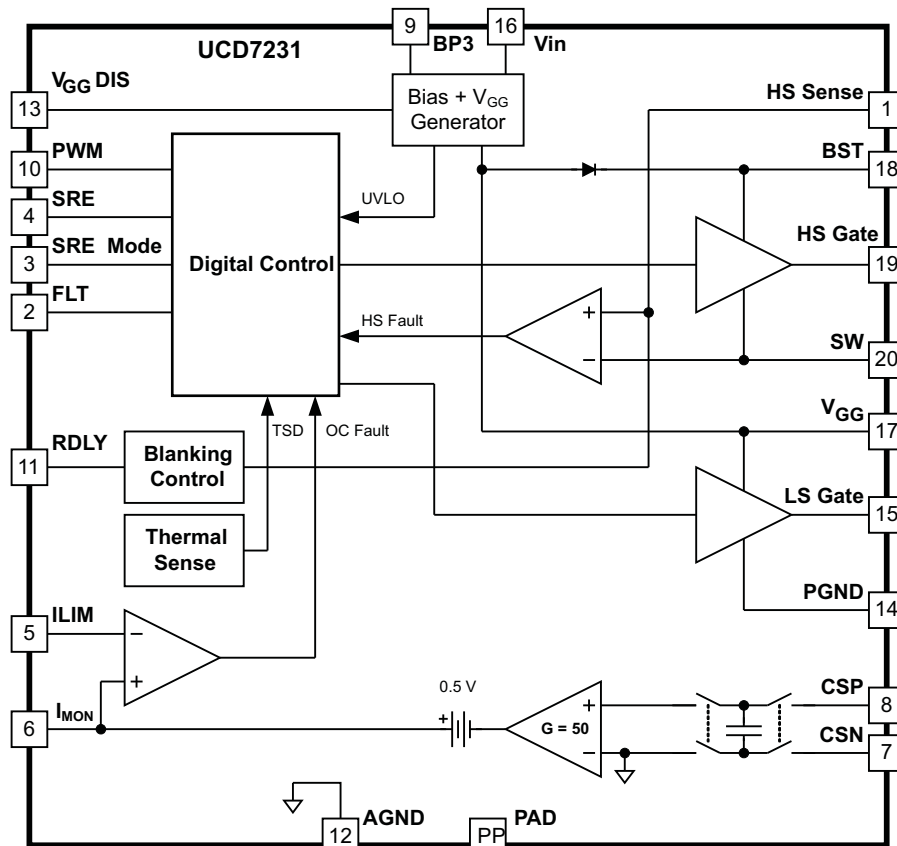 9
BP3
16
Vin
UCD7231
VGG DIS
13
Bias + VGG
Generator
HS Sense
1
PWM
10
BST
18
SRE
4
UVLO
SRE Mode
3
Digital Control
HS Gate
19
FLT
2
HS Fault
+
−
SW
20
VGG
17
TSD
OC Fault
RDLY
11
Blanking
Control
LS Gate
15
Thermal
Sense
PGND
14
ILIM
5
−
+
0.5 V
CSP
8
IMON
6
+
+
G = 50
−
CSN
7
AGND
12
PAD
PP